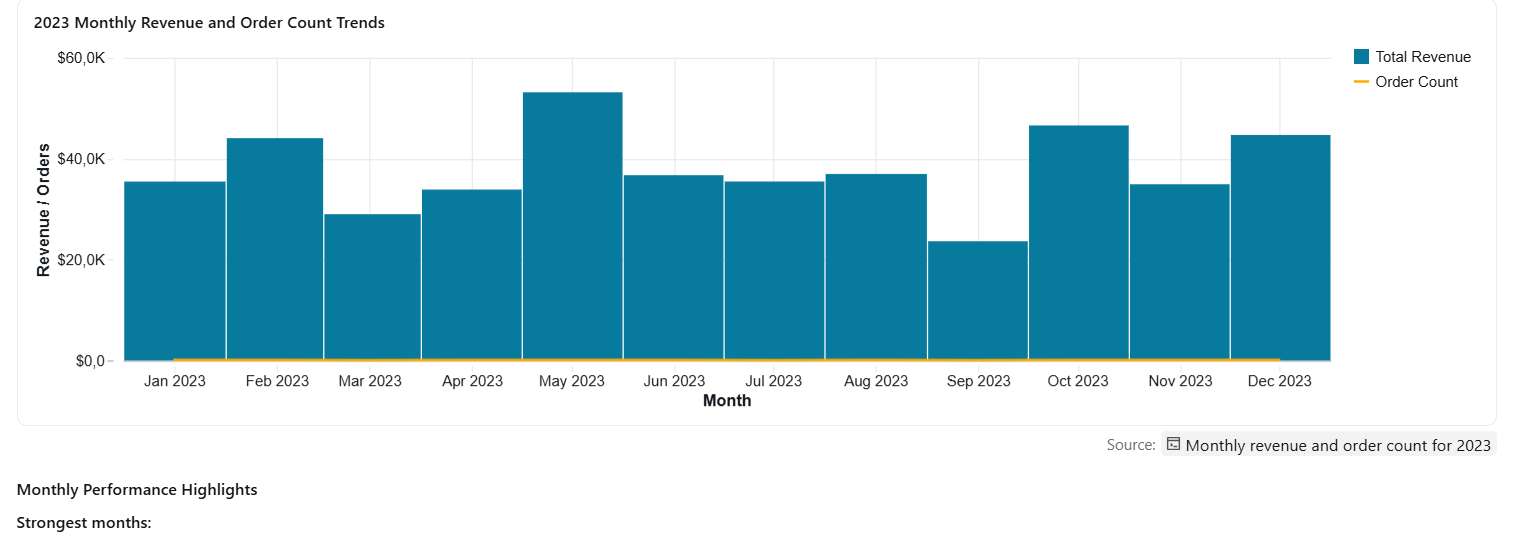 2023 Monthly Revenue and Order Count Trends
$60,0K
$40,0K
$20,0K
$0,0
Revenue / Orders
Total Revenue
Order Count
Jan 2023 Feb 2023 Mar 2023 Apr 2023 May 2023 Jun 2023 Jul 2023 Aug 2023 Sep 2023 Oct 2023 Nov 2023 Dec 2023
Month
Source: Monthly revenue and order count for 2023
Monthly Performance Highlights
Strongest months: